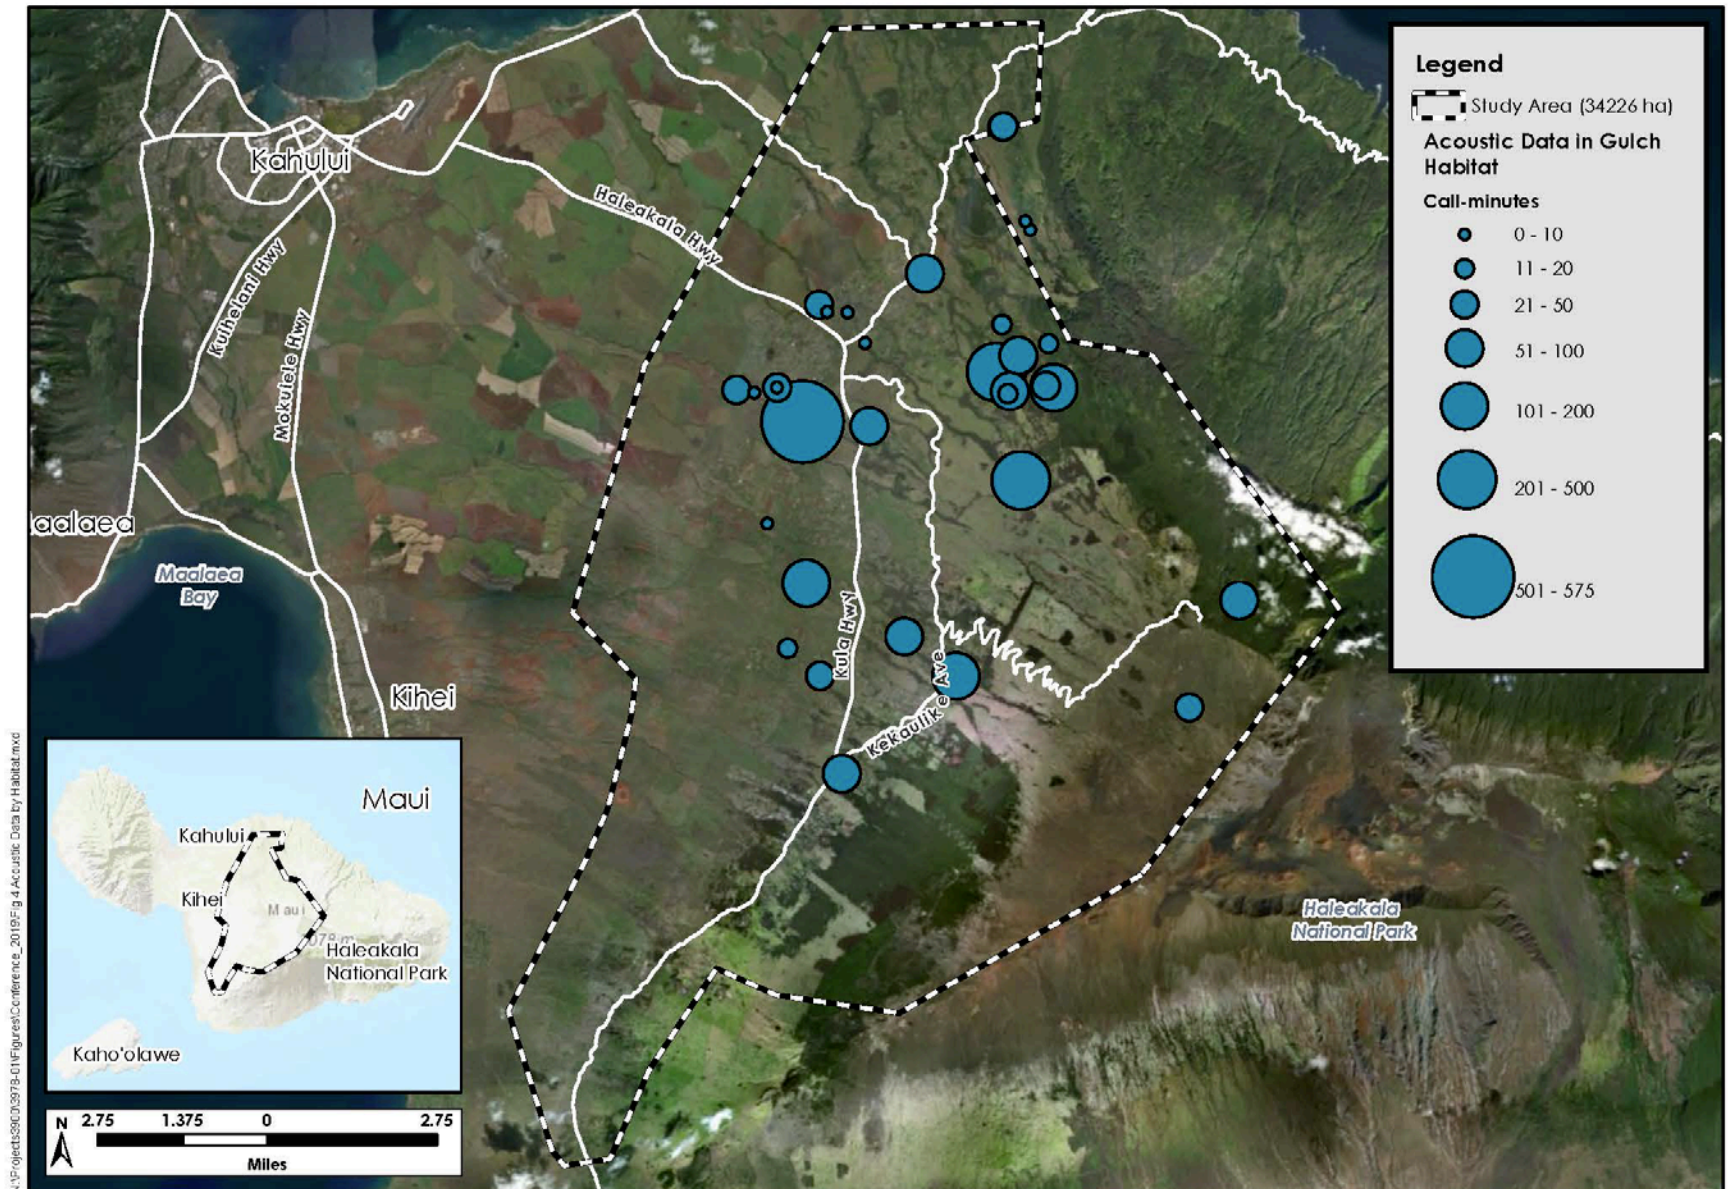 Legend
Study Area (34226 ha)
Acoustic Data in Gulch
Habitat
Call-minutes
0 - 10
11 - 20
21 - 50
51 - 100
101 - 200
201 - 500
501 - 575
Kahului
Haleakala Hwy
Kuihelani Hwy
Mokulele Hwy
aalaea
Maalaea
Bay
Kihei
Kula Hwy
Kekaulike Ave
Haleakala
National Park
Maui
Kahului
Kihei
Maui
Haleakala
National Park
Kaho'olawe
N
2.75 1.375 0 2.75
Miles